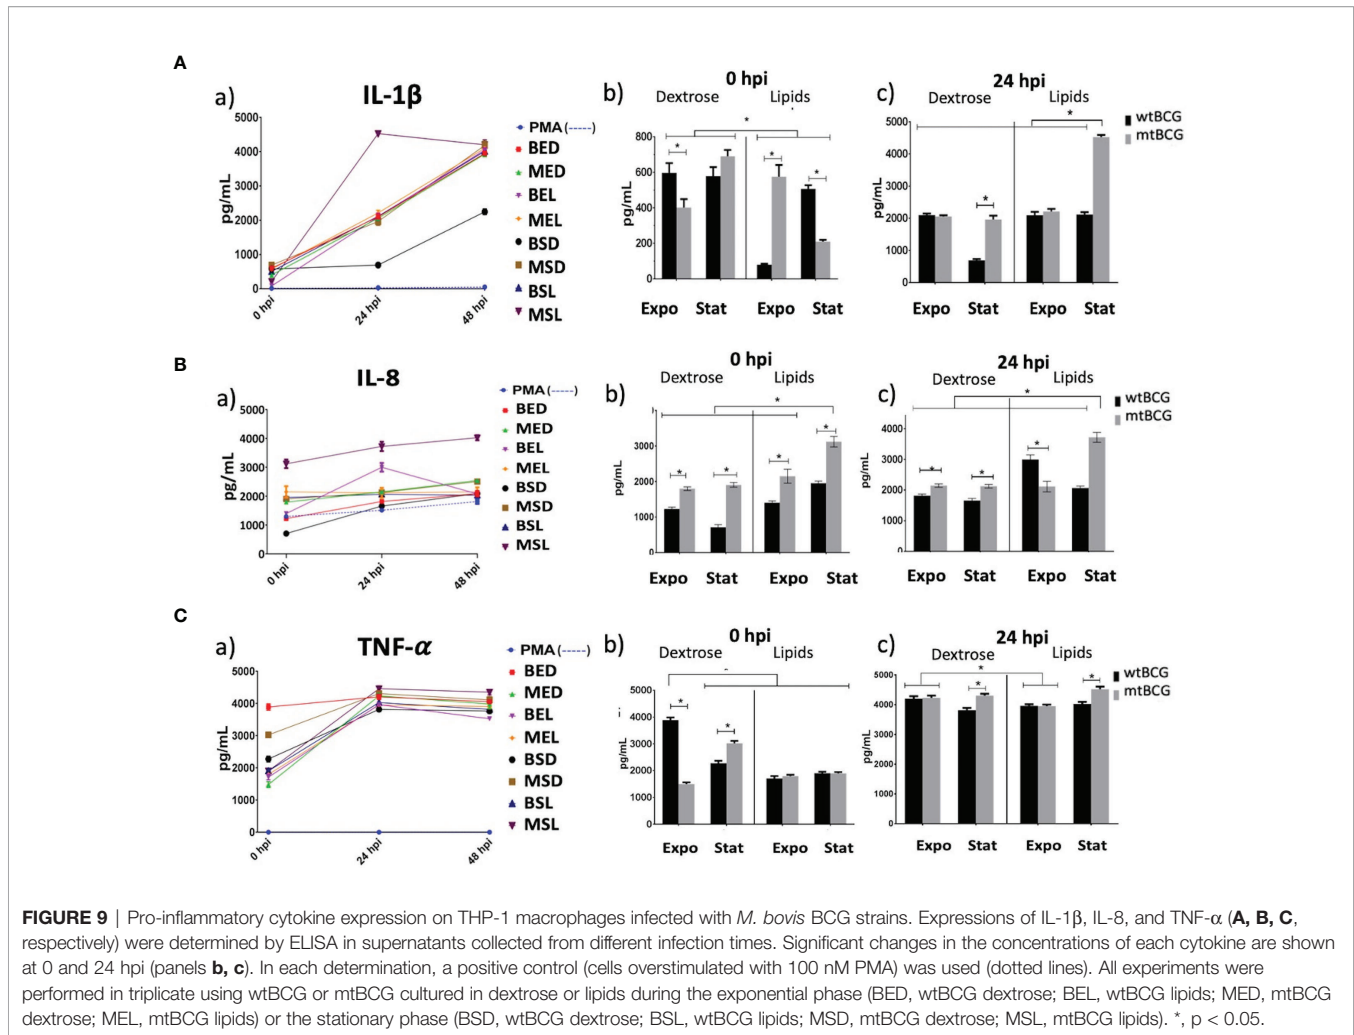 A
a)
IL-1β
pg/mL
5000
4000
3000
2000
1000
0
0 hpi
24 hpi
48 hpi
PMA (-----)
BED
MED
BEL
MEL
BSD
MSD
BSL
MSL
b)
0 hpi
Dextrose
Lipids
pg/mL
800
600
400
200
0
*
*
*
*
Expo
Stat
Expo
Stat
c)
24 hpi
Dextrose
Lipids
pg/mL
5000
4000
3000
2000
1000
0
*
*
Expo
Stat
Expo
Stat
wtBCG
mtBCG
B
a)
IL-8
pg/mL
5000
4000
3000
2000
1000
0
0 hpi
24 hpi
48 hpi
PMA (-----)
BED
MED
BEL
MEL
BSD
MSD
BSL
MSL
b)
0 hpi
Dextrose
Lipids
pg/mL
3000
2000
1000
0
*
*
*
*
*
Expo
Stat
Expo
Stat
c)
24 hpi
Dextrose
Lipids
pg/mL
4000
3000
2000
1000
0
*
*
*
*
Expo
Stat
Expo
Stat
wtBCG
mtBCG
C
a)
TNF-α
pg/mL
5000
4000
3000
2000
1000
0
0 hpi
24 hpi
48 hpi
PMA (-----)
BED
MED
BEL
MEL
BSD
MSD
BSL
MSL
b)
0 hpi
Dextrose
Lipids
pg/mL
5000
4000
3000
2000
1000
0
*
*
Expo
Stat
Expo
Stat
c)
24 hpi
Dextrose
Lipids
pg/mL
5000
4000
3000
2000
1000
0
*
*
*
Expo
Stat
Expo
Stat
wtBCG
mtBCG
FIGURE 9 | Pro-inflammatory cytokine expression on THP-1 macrophages infected with M. bovis BCG strains. Expressions of IL-1β, IL-8, and TNF-α (A, B, C,
respectively) were determined by ELISA in supernatants collected from different infection times. Significant changes in the concentrations of each cytokine are shown
at 0 and 24 hpi (panels b, c). In each determination, a positive control (cells overstimulated with 100 nM PMA) was used (dotted lines). All experiments were
performed in triplicate using wtBCG or mtBCG cultured in dextrose or lipids during the exponential phase (BED, wtBCG dextrose; BEL, wtBCG lipids; MED, mtBCG
dextrose; MEL, mtBCG lipids) or the stationary phase (BSD, wtBCG dextrose; BSL, wtBCG lipids; MSD, mtBCG dextrose; MSL, mtBCG lipids). *, p < 0.05.